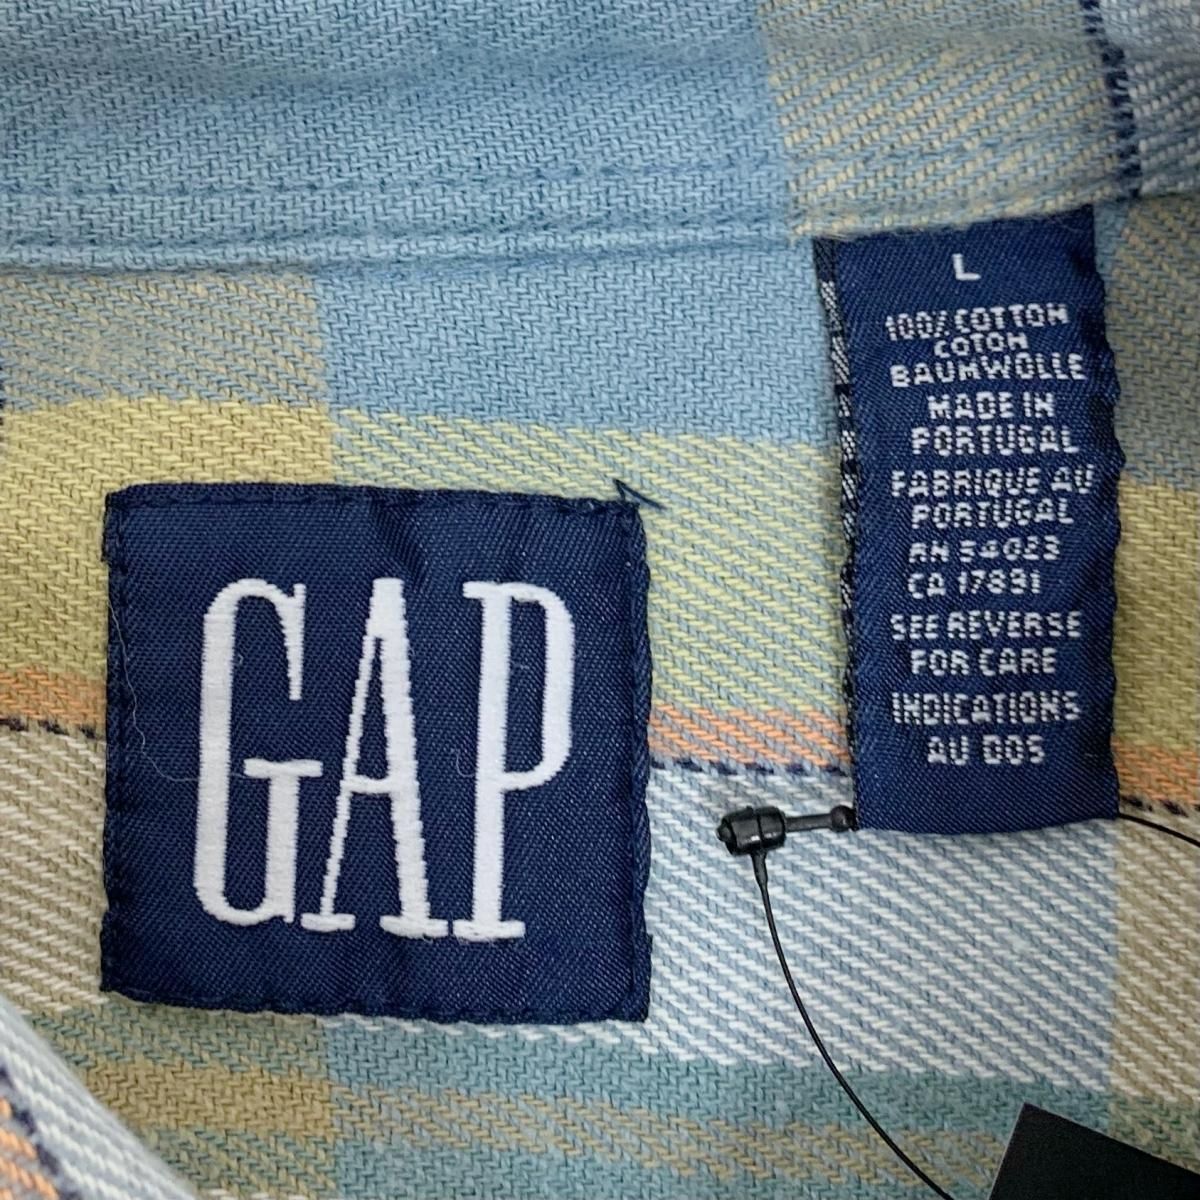 GAP
L
100% COTTON
COTON
BAUMWOLLE
MADE IN
PORTUGAL
FABRIQUE AU
PORTUGAL
RN 54023
CA 17831
SEE REVERSE
FOR CARE
INDICATIONS
AU DOS